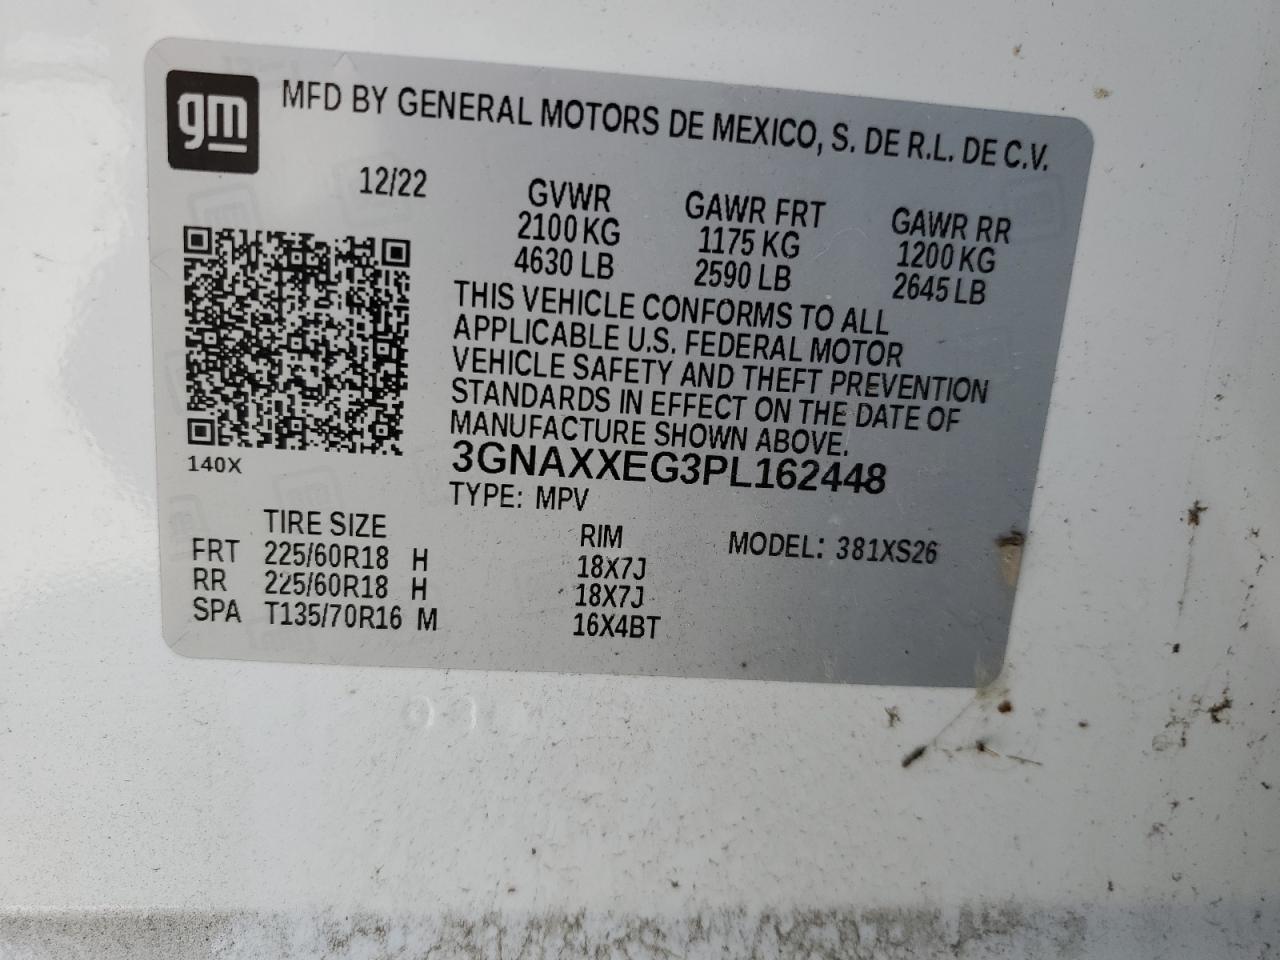 gm
MFD BY GENERAL MOTORS DE MEXICO, S. DE R.L. DE C.V.
12/22
GVWR
2100 KG
4630 LB
GAWR FRT
1175 KG
2590 LB
GAWR RR
1200 KG
2645 LB
THIS VEHICLE CONFORMS TO ALL
APPLICABLE U.S. FEDERAL MOTOR
VEHICLE SAFETY AND THEFT PREVENTION
STANDARDS IN EFFECT ON THE DATE OF
MANUFACTURE SHOWN ABOVE.
3GNAXXEG3PL162448
140X
TYPE: MPV
TIRE SIZE RIM MODEL: 381XS26
FRT 225/60R18 H 18X7J
RR 225/60R18 H 18X7J
SPA T135/70R16 M 16X4BT